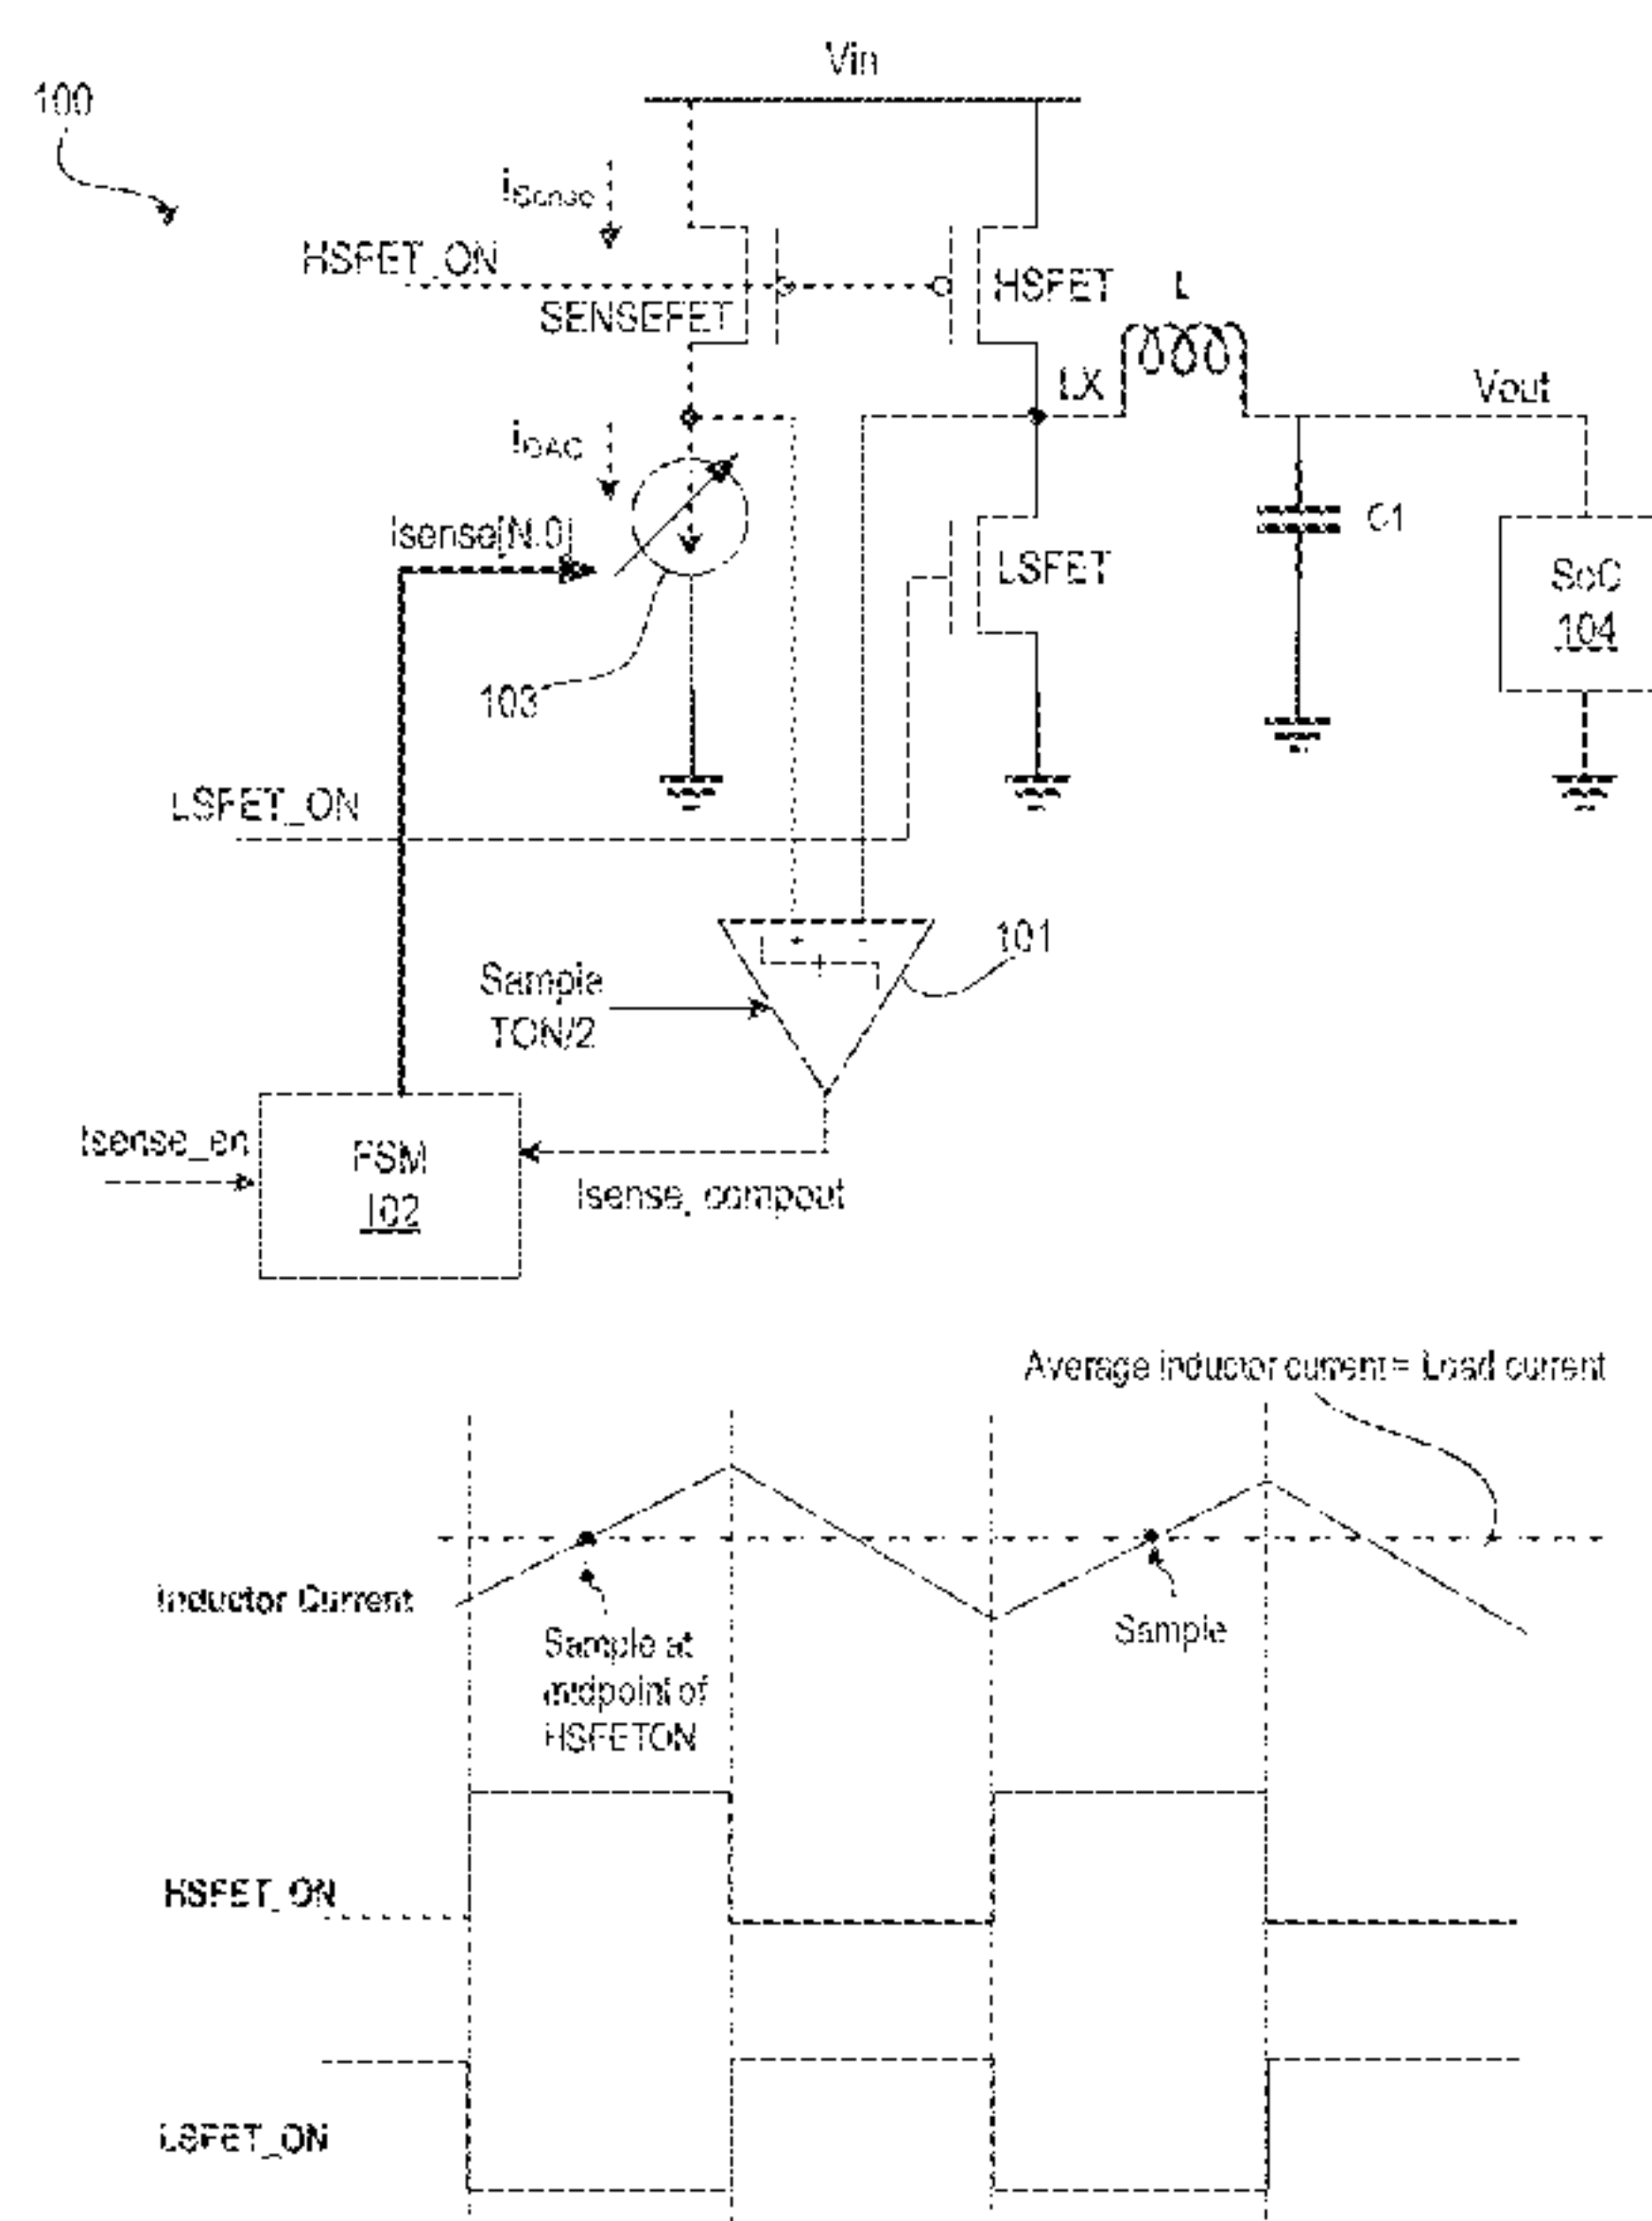 Vin
100
iSense
HSFET_ON
SENSEFET
HSFET
L
LX
Vout
iDAC
Isense[N:0]
C1
LSFET
SoC
104
103
LSFET_ON
+ -
101
Sample
TON/2
Isense_en
FSM
102
Isense_compout
Average inductor current = Load current
Inductor Current
Sample at
midpoint of
HSFETON
Sample
HSFET_ON
LSFET_ON